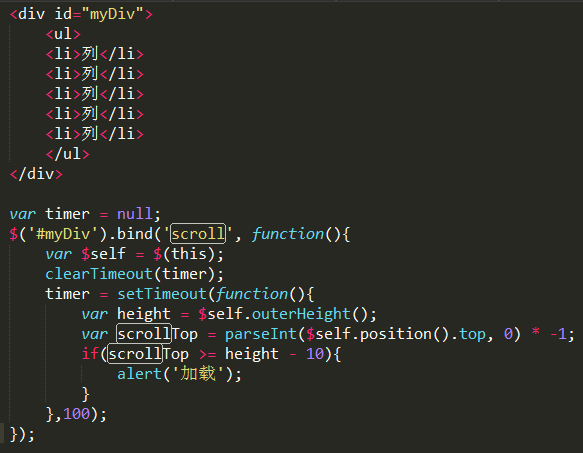 <div id="myDiv">
    <ul>
    <li>列</li>
    <li>列</li>
    <li>列</li>
    <li>列</li>
    <li>列</li>
    </ul>
</div>

var timer = null;
$('#myDiv').bind('scroll', function(){
    var $self = $(this);
    clearTimeout(timer);
    timer = setTimeout(function(){
        var height = $self.outerHeight();
        var scrollTop = parseInt($self.position().top, 0) * -1;
        if(scrollTop >= height - 10){
            alert('加载');
        }
    },100);
});